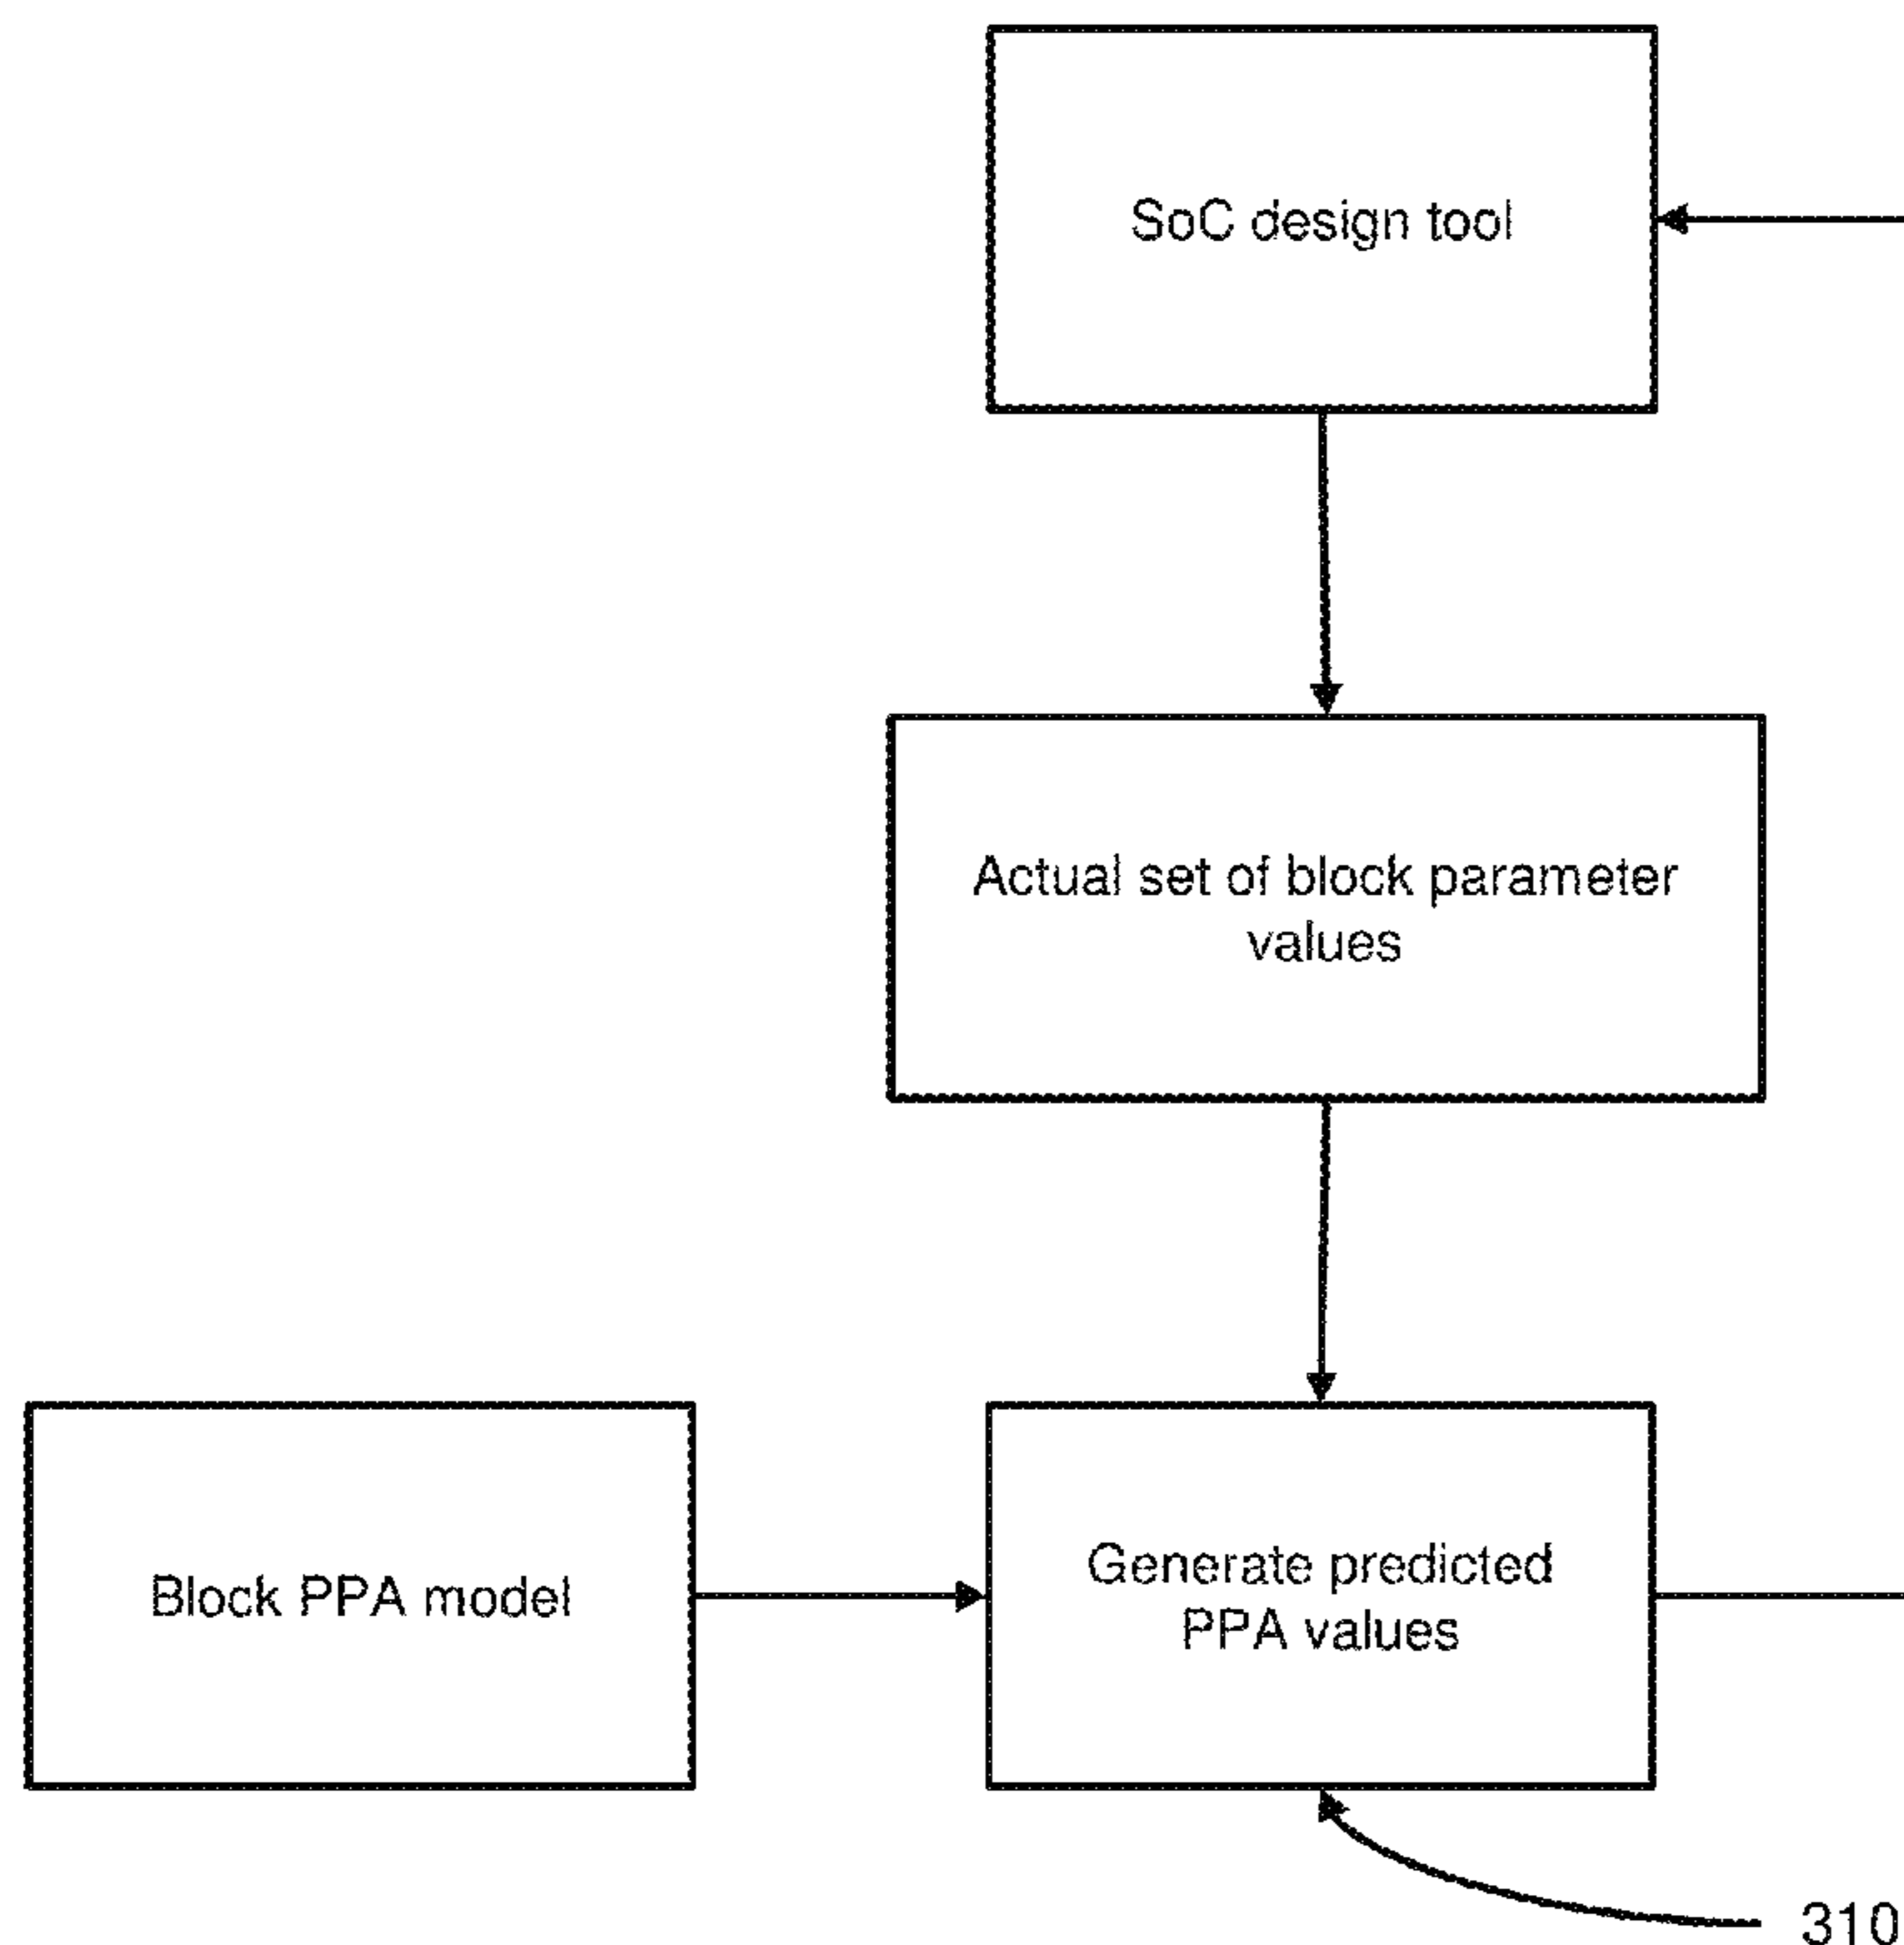 SoC design tool
Actual set of block parameter
values
Block PPA model
Generate predicted
PPA values
310